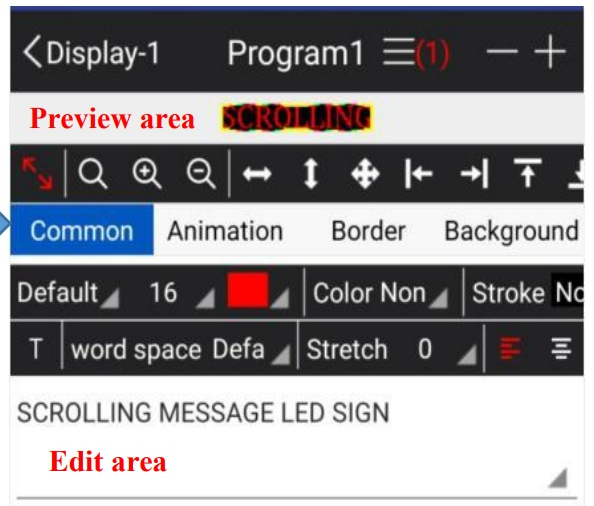 Display-1 Program1 (1)
Preview area SCROLLING
Common Animation Border Background
Default 16 Color Non Stroke No
T word space Defa Stretch 0
SCROLLING MESSAGE LED SIGN
Edit area